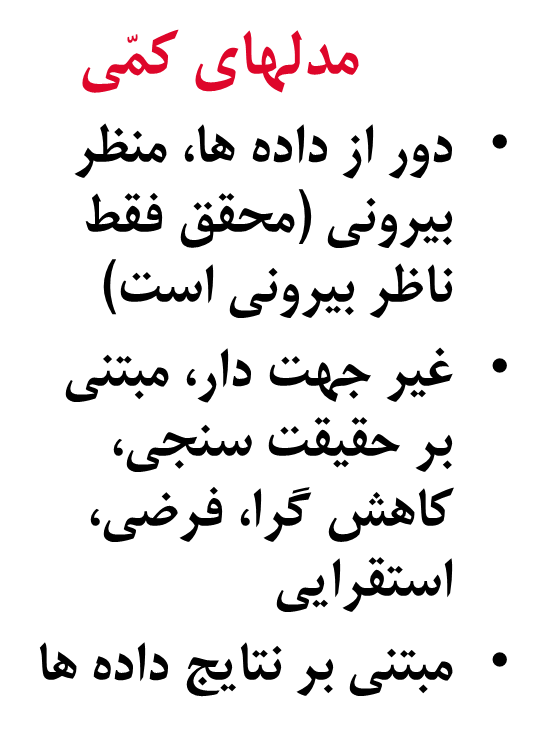 مدلهای کمّی
• دور از داده ها، منظر
بیرونی (محقق فقط
ناظر بیرونی است)
• غیر جهت دار، مبتنی
بر حقیقت سنجی،
کاهش گرا، فرضی،
استقرایی
• مبتنی بر نتایج داده ها